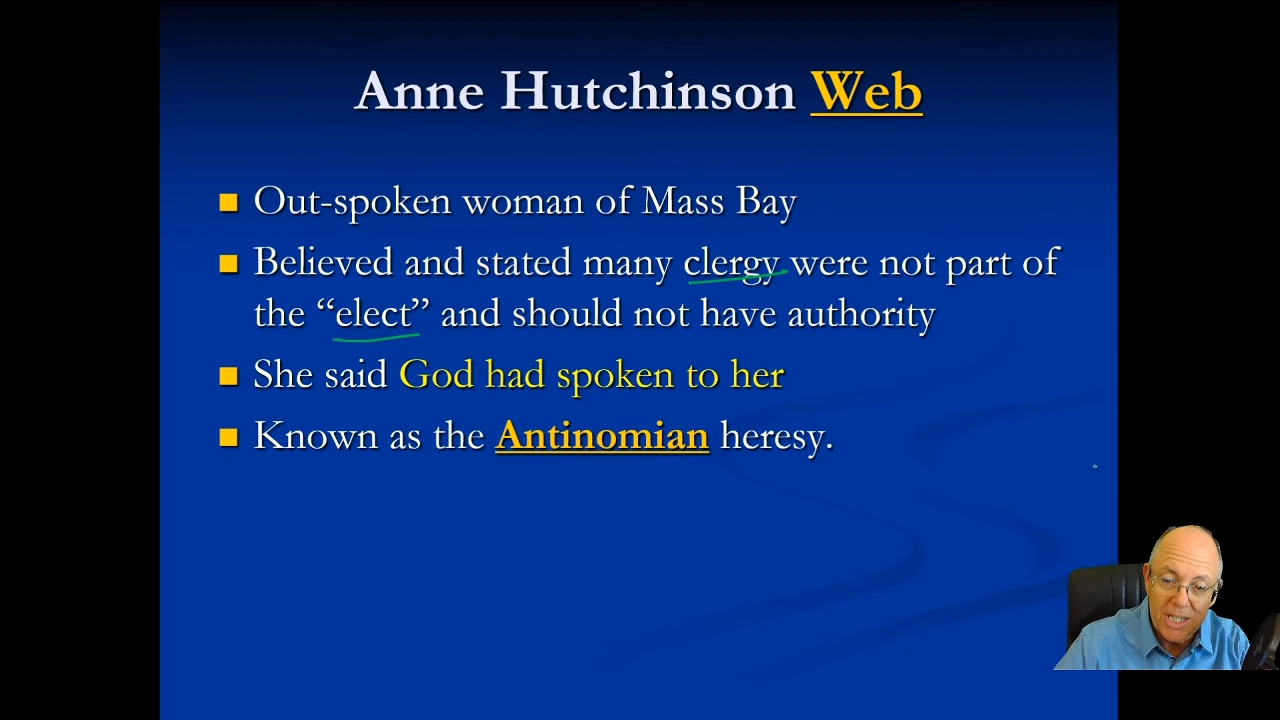 Anne Hutchinson Web
Out-spoken woman of Mass Bay
Believed and stated many clergy were not part of
the “elect” and should not have authority
She said God had spoken to her
Known as the Antinomian heresy.